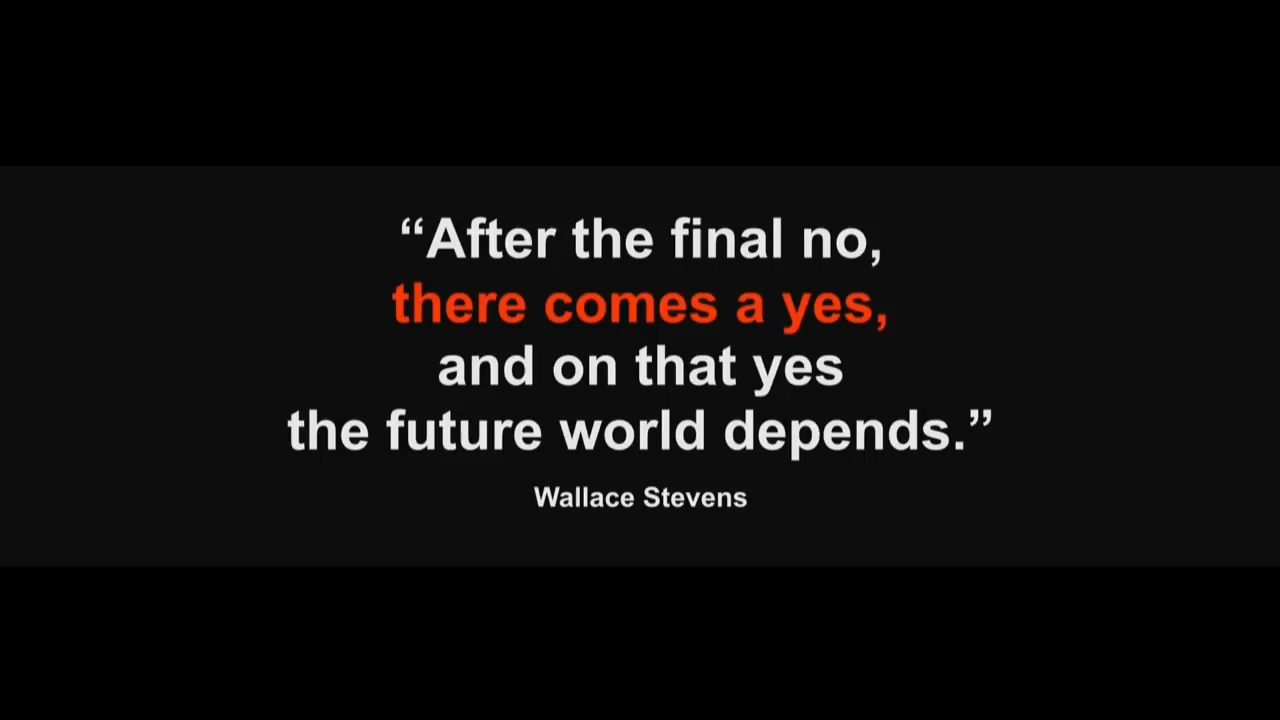 “After the final no,
there comes a yes,
and on that yes
the future world depends.”
Wallace Stevens